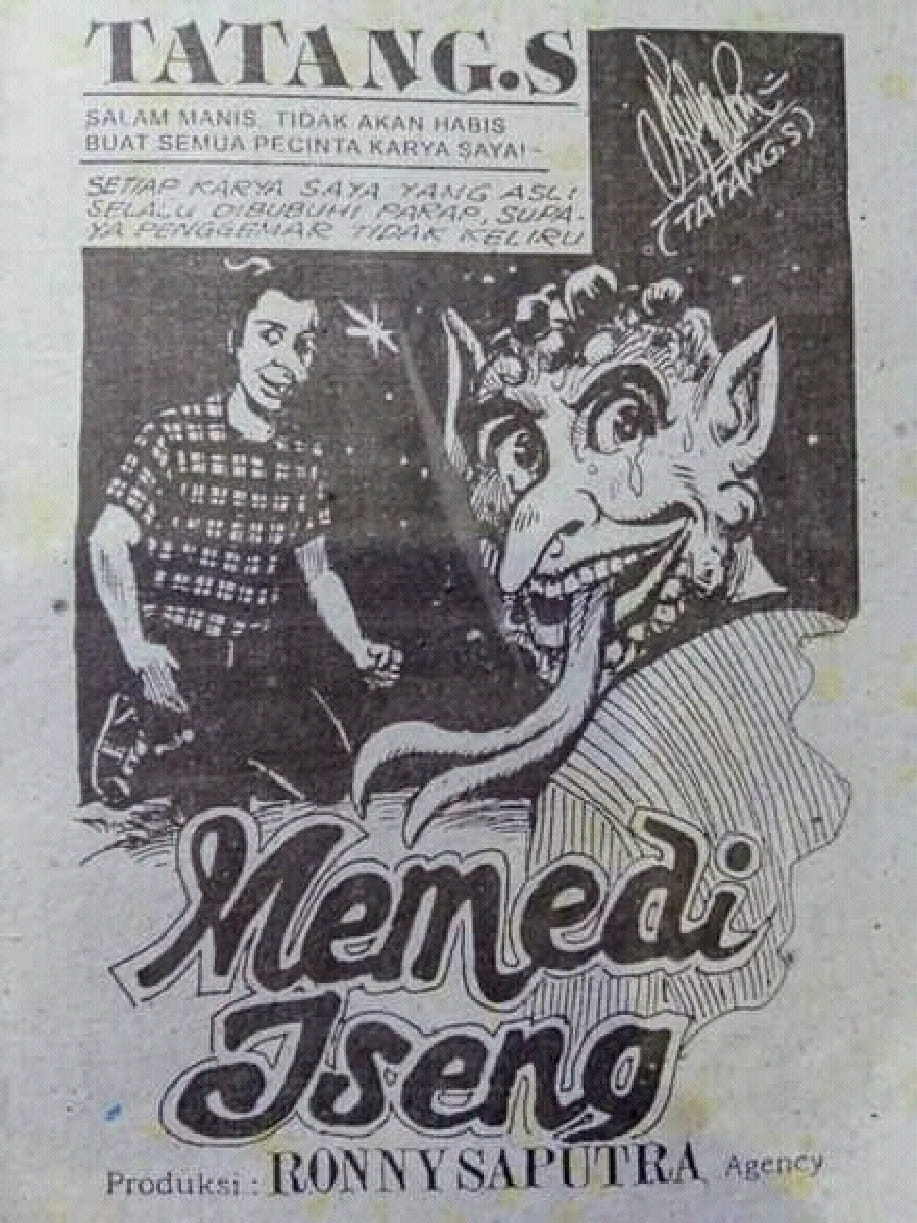 TATANG.S
SALAM MANIS, TIDAK AKAN HABIS
BUAT SEMUA PECINTA KARYA SAYA! -
SETIAP KARYA SAYA YANG ASLI
SELALU DIBUBUHI PARAP, SUPA-
YA PENGGEMAR TIDAK KELIRU
(TATANG.S)
Memedi
Iseng
Produksi : RONNY SAPUTRA Agency